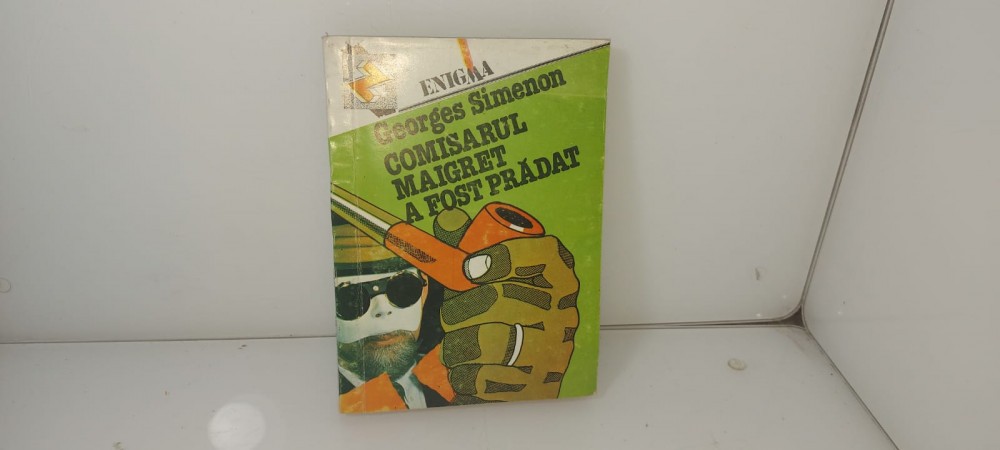 ENIGMA
Georges Simenon
COMISARUL
MAIGRET
A FOST PRĂDAT